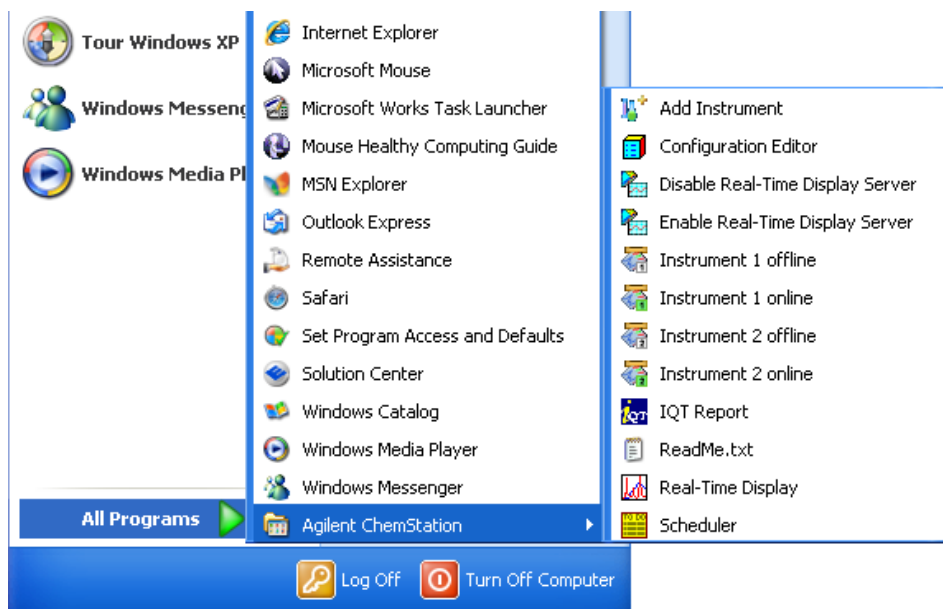 Tour Windows XP
Windows Messeng
Windows Media Pl
All Programs
Internet Explorer
Microsoft Mouse
Microsoft Works Task Launcher
Mouse Healthy Computing Guide
MSN Explorer
Outlook Express
Remote Assistance
Safari
Set Program Access and Defaults
Solution Center
Windows Catalog
Windows Media Player
Windows Messenger
Agilent ChemStation
Add Instrument
Configuration Editor
Disable Real-Time Display Server
Enable Real-Time Display Server
Instrument 1 offline
Instrument 1 online
Instrument 2 offline
Instrument 2 online
IQT IQT Report
ReadMe.txt
Real-Time Display
Scheduler
Log Off
Turn Off Computer